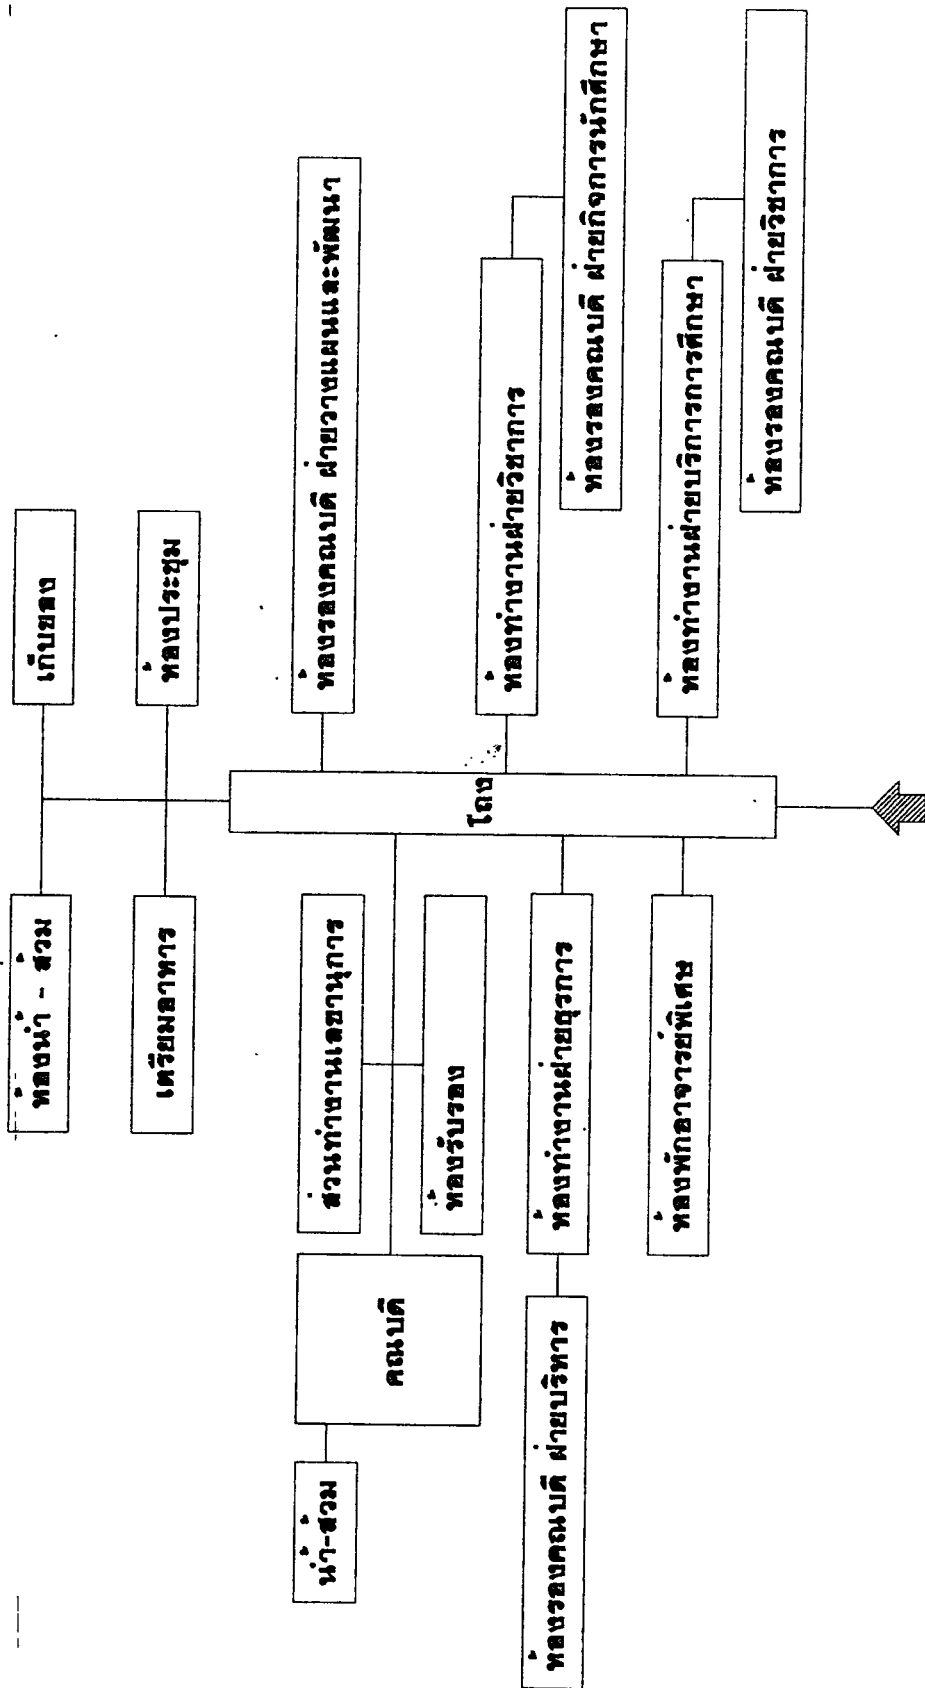 น้ำ-ส้วม
คณบดี
ห้องรองคณบดี ฝ่ายบริหาร
ห้องน้ำ - ส้วม
เตรียมอาหาร
ส่วนทำงานเลขานุการ
ห้องรับรอง
ห้องทำงานฝ่ายธุรการ
ห้องพักอาจารย์พิเศษ
โถง
เก็บของ
ห้องประชุม
ห้องรองคณบดี ฝ่ายวางแผนและพัฒนา
ห้องทำงานฝ่ายวิชาการ
ห้องรองคณบดี ฝ่ายกิจการนักศึกษา
ห้องทำงานฝ่ายบริการการศึกษา
ห้องรองคณบดี ฝ่ายวิชาการ